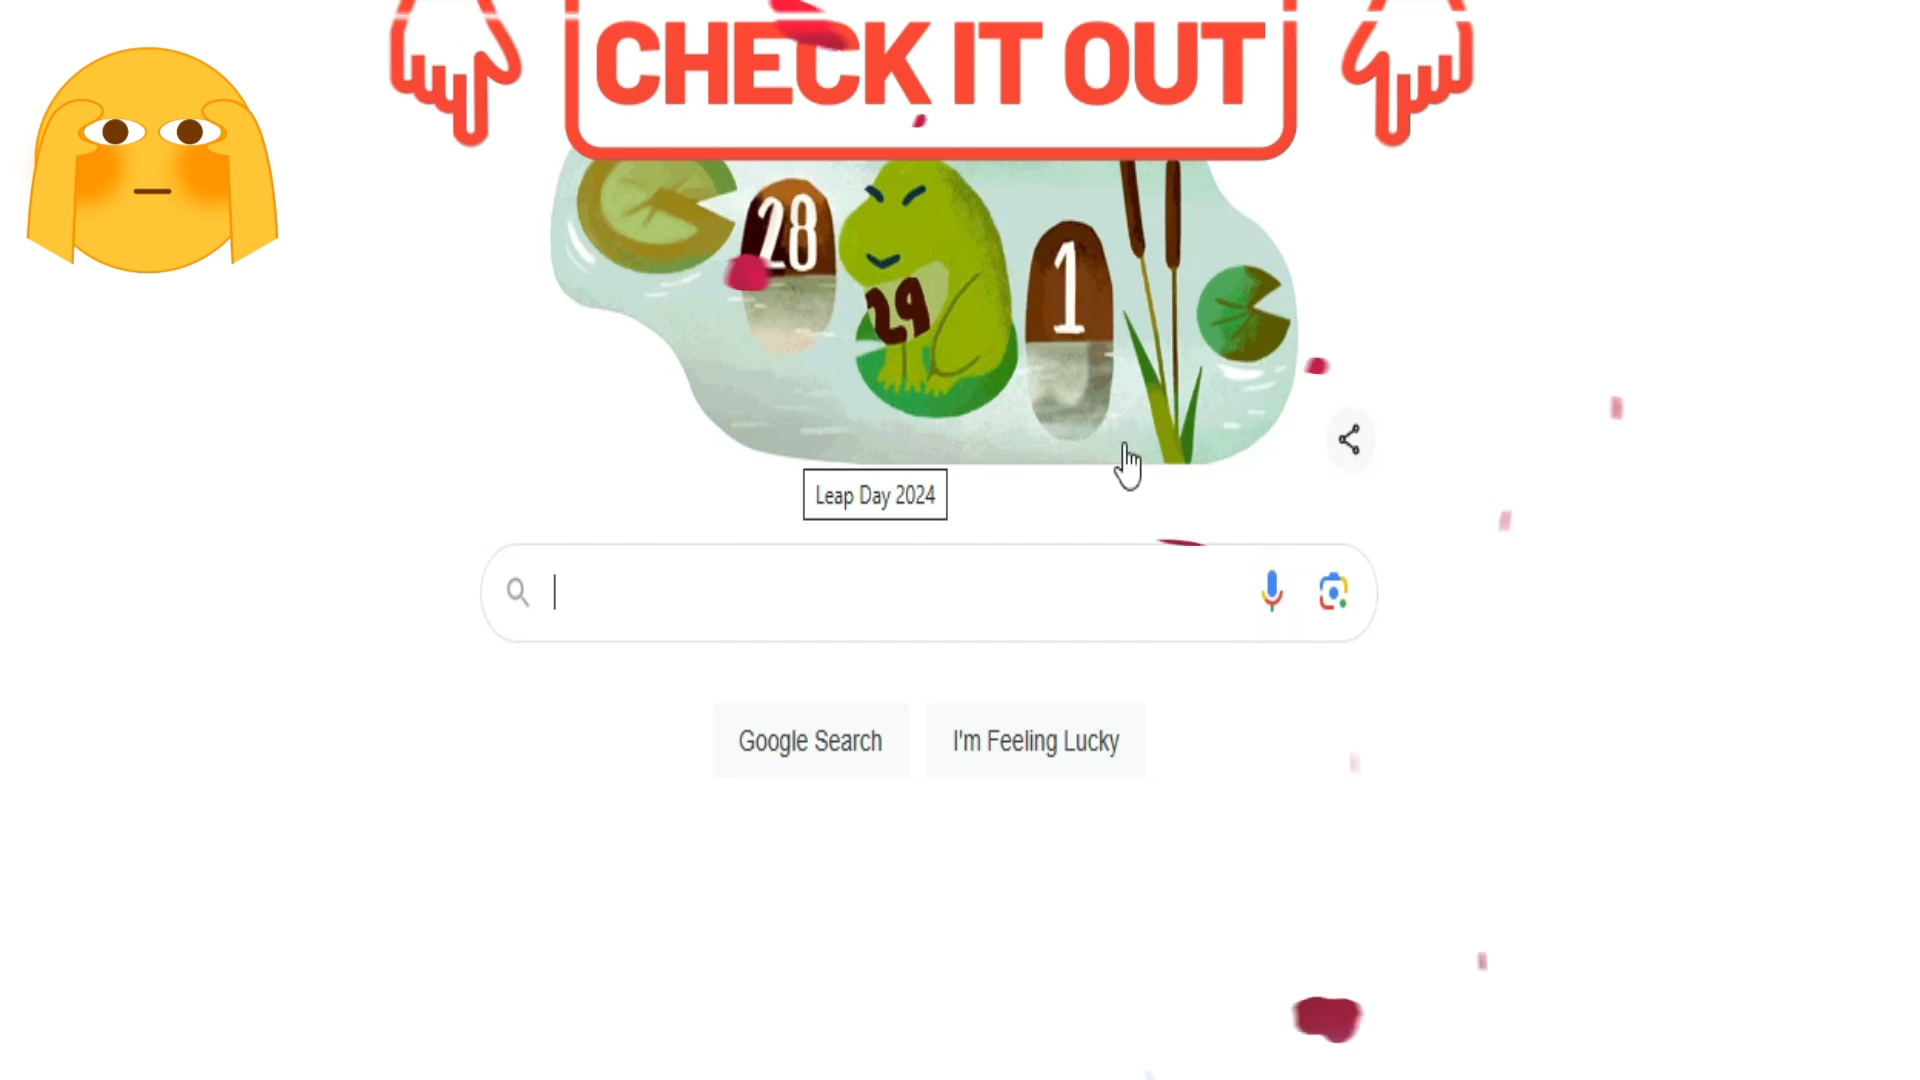 CHECK IT OUT
28
29
1
Leap Day 2024
Google Search
I'm Feeling Lucky